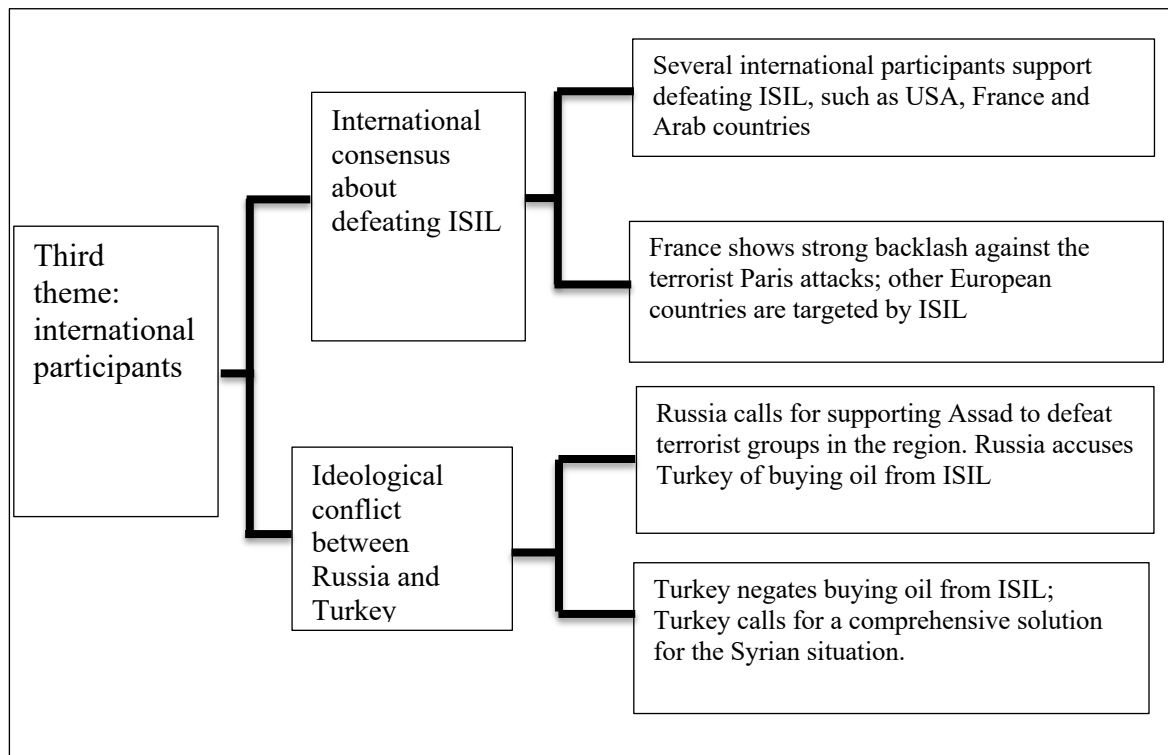 Third
theme:
international
participants
International
consensus
about
defeating ISIL
Several international participants support
defeating ISIL, such as USA, France and
Arab countries
France shows strong backlash against the
terrorist Paris attacks; other European
countries are targeted by ISIL
Ideological
conflict
between
Russia and
Turkey
Russia calls for supporting Assad to defeat
terrorist groups in the region. Russia accuses
Turkey of buying oil from ISIL
Turkey negates buying oil from ISIL;
Turkey calls for a comprehensive solution
for the Syrian situation.